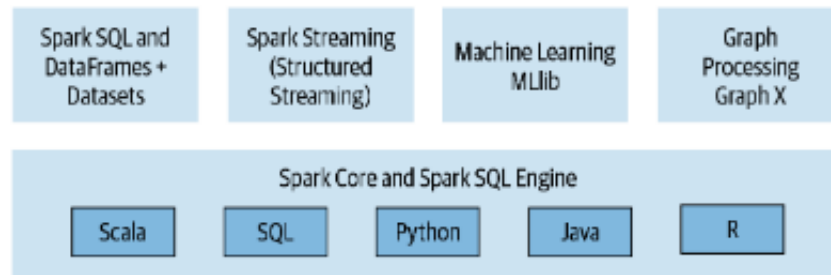 Spark SQL and
DataFrames +
Datasets
Spark Streaming
(Structured
Streaming)
Machine Learning
MLlib
Graph
Processing
Graph X
Spark Core and Spark SQL Engine
Scala
SQL
Python
Java
R